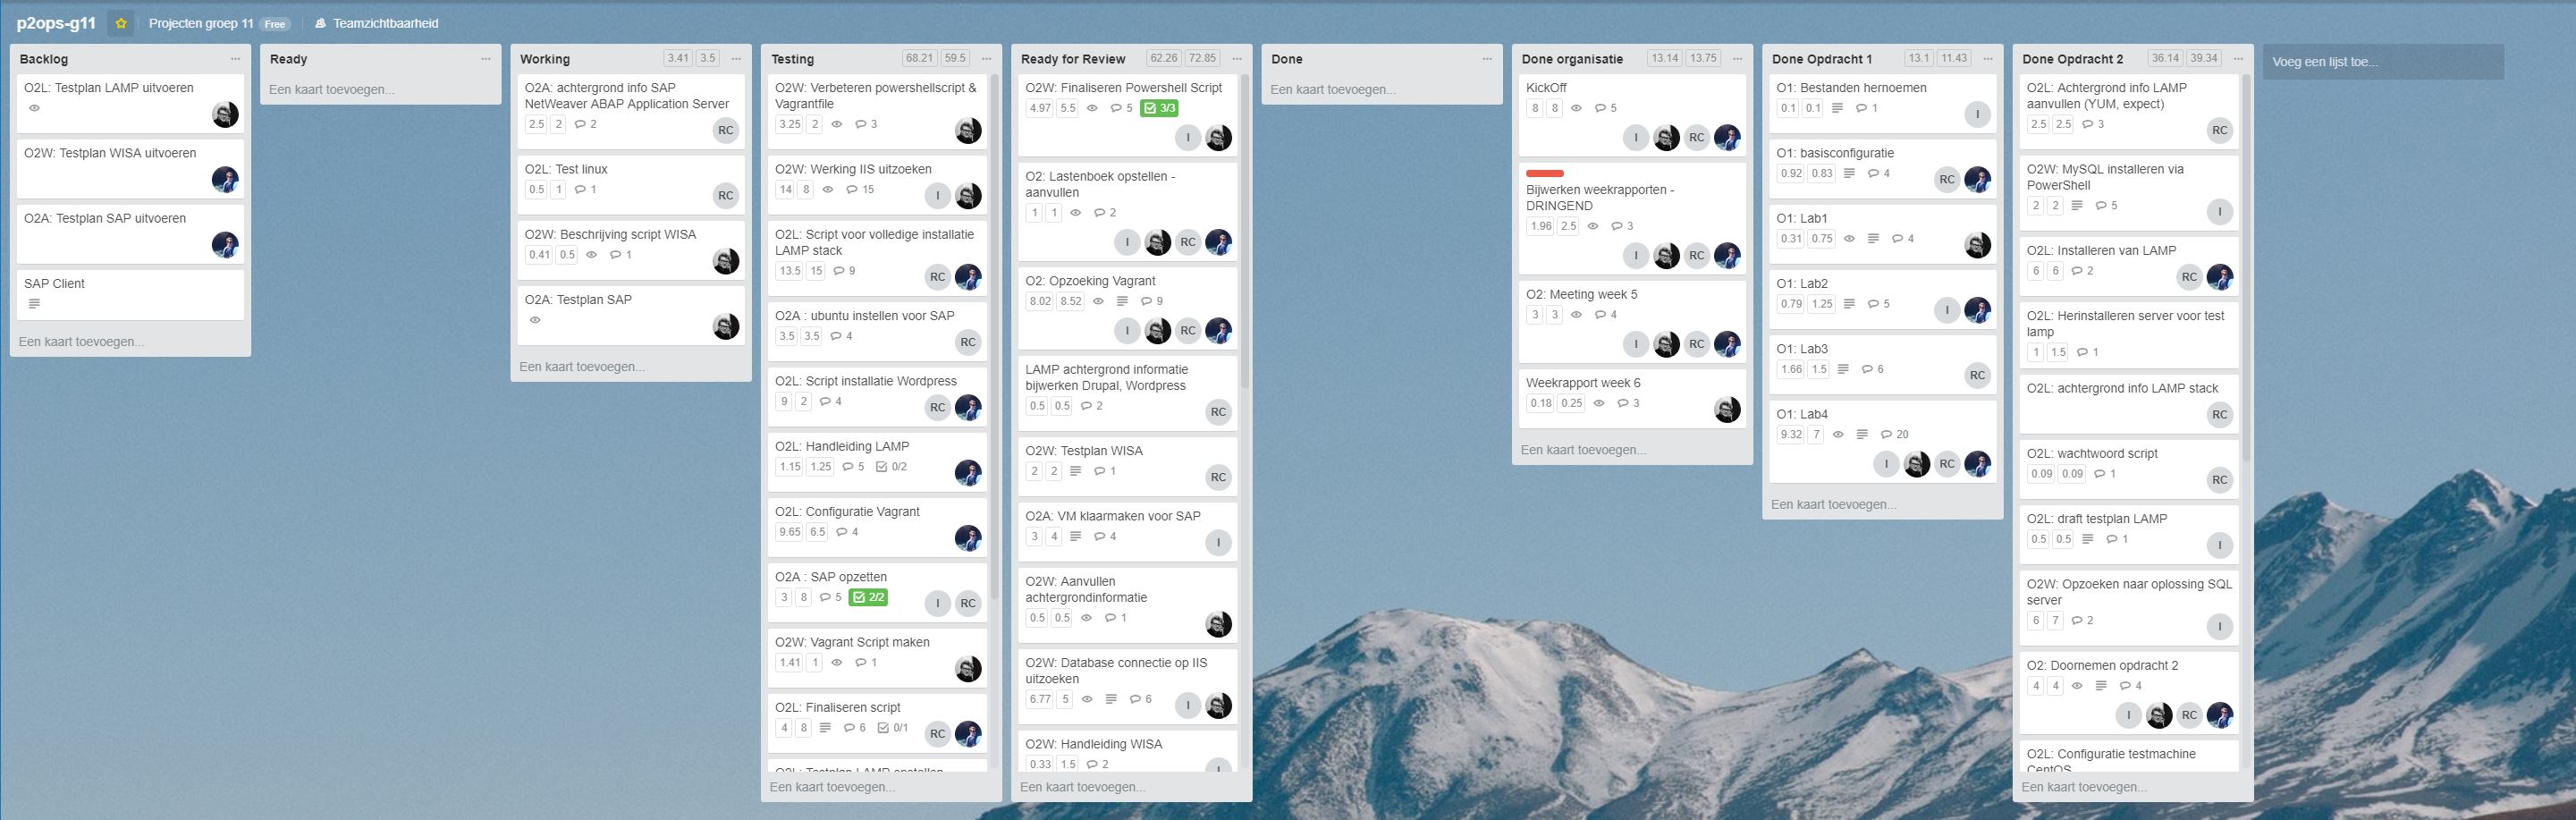 p2ops-g11
Projecten groep 11 Free
Teamzichtbaarheid
Backlog
O2L: Testplan LAMP uitvoeren
O2W: Testplan WISA uitvoeren
O2A: Testplan SAP uitvoeren
SAP Client
Een kaart toevoegen...
Ready
Een kaart toevoegen...
Working 3.41 3.5
O2A: achtergrond info SAP
NetWeaver ABAP Application Server
2.5 2 2
RC
O2L: Test linux
0.5 1 1
RC
O2W: Beschrijving script WISA
0.41 0.5 1
O2A: Testplan SAP
Een kaart toevoegen...
Testing 68.21 59.5
O2W: Verbeteren powershellscript &
Vagrantfile
3.25 2 3
O2W: Werking IIS uitzoeken
14 8 15
I
O2L: Script voor volledige installatie
LAMP stack
13.5 15 9
RC
O2A : ubuntu instellen voor SAP
3.5 3.5 4
RC
O2L: Script installatie Wordpress
9 2 4
RC
O2L: Handleiding LAMP
1.15 1.25 5 0/2
O2L: Configuratie Vagrant
9.65 6.5 4
O2A : SAP opzetten
3 8 5 2/2
I RC
O2W: Vagrant Script maken
1.41 1 1
O2L: Finaliseren script
4 8 6 0/1
RC
O2L: Testplan LAMP opstellen
Een kaart toevoegen...
Ready for Review 62.26 72.85
O2W: Finaliseren Powershell Script
4.97 5.5 5 3/3
I
O2: Lastenboek opstellen -
aanvullen
1 1 2
I RC
O2: Opzoeking Vagrant
8.02 8.52 9
I RC
LAMP achtergrond informatie
bijwerken Drupal, Wordpress
0.5 0.5 2
RC
O2W: Testplan WISA
2 2 1
RC
O2A: VM klaarmaken voor SAP
3 4 4
I
O2W: Aanvullen
achtergrondinformatie
0.5 0.5 1
O2W: Database connectie op IIS
uitzoeken
6.77 5 6
I
O2W: Handleiding WISA
0.33 1.5 2
I
Een kaart toevoegen...
Done
Een kaart toevoegen...
Done organisatie 13.14 13.75
KickOff
8 8 5
I RC
Bijwerken weekrapporten -
DRINGEND
1.96 2.5 3
I RC
O2: Meeting week 5
3 3 4
I RC
Weekrapport week 6
0.18 0.25 3
Een kaart toevoegen...
Done Opdracht 1 13.1 11.43
O1: Bestanden hernoemen
0.1 0.1 1
I
O1: basisconfiguratie
0.92 0.83 4
RC
O1: Lab1
0.31 0.75 4
O1: Lab2
0.79 1.25 5
I
O1: Lab3
1.66 1.5 6
RC
O1: Lab4
9.32 7 20
I RC
Een kaart toevoegen...
Done Opdracht 2 36.14 39.34
O2L: Achtergrond info LAMP
aanvullen (YUM, expect)
2.5 2.5 3
RC
O2W: MySQL installeren via
PowerShell
2 2 5
I
O2L: Installeren van LAMP
6 6 2
RC
O2L: Herinstalleren server voor test
lamp
1 1.5 1
O2L: achtergrond info LAMP stack
RC
O2L: wachtwoord script
0.09 0.09 1
RC
O2L: draft testplan LAMP
0.5 0.5 1
I
O2W: Opzoeken naar oplossing SQL
server
6 7 2
I
O2: Doornemen opdracht 2
4 4 4
I RC
O2L: Configuratie testmachine
CentOS
Een kaart toevoegen...
Voeg een lijst toe...